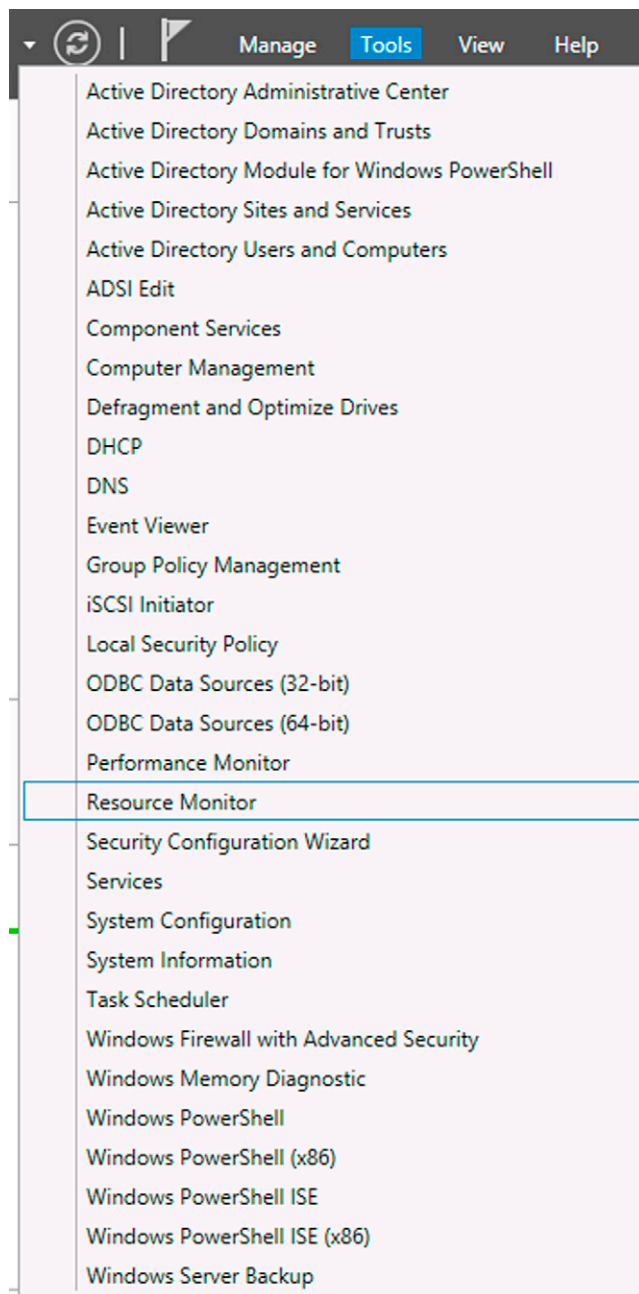 Manage Tools View Help
Active Directory Administrative Center
Active Directory Domains and Trusts
Active Directory Module for Windows PowerShell
Active Directory Sites and Services
Active Directory Users and Computers
ADSI Edit
Component Services
Computer Management
Defragment and Optimize Drives
DHCP
DNS
Event Viewer
Group Policy Management
iSCSI Initiator
Local Security Policy
ODBC Data Sources (32-bit)
ODBC Data Sources (64-bit)
Performance Monitor
Resource Monitor
Security Configuration Wizard
Services
System Configuration
System Information
Task Scheduler
Windows Firewall with Advanced Security
Windows Memory Diagnostic
Windows PowerShell
Windows PowerShell (x86)
Windows PowerShell ISE
Windows PowerShell ISE (x86)
Windows Server Backup